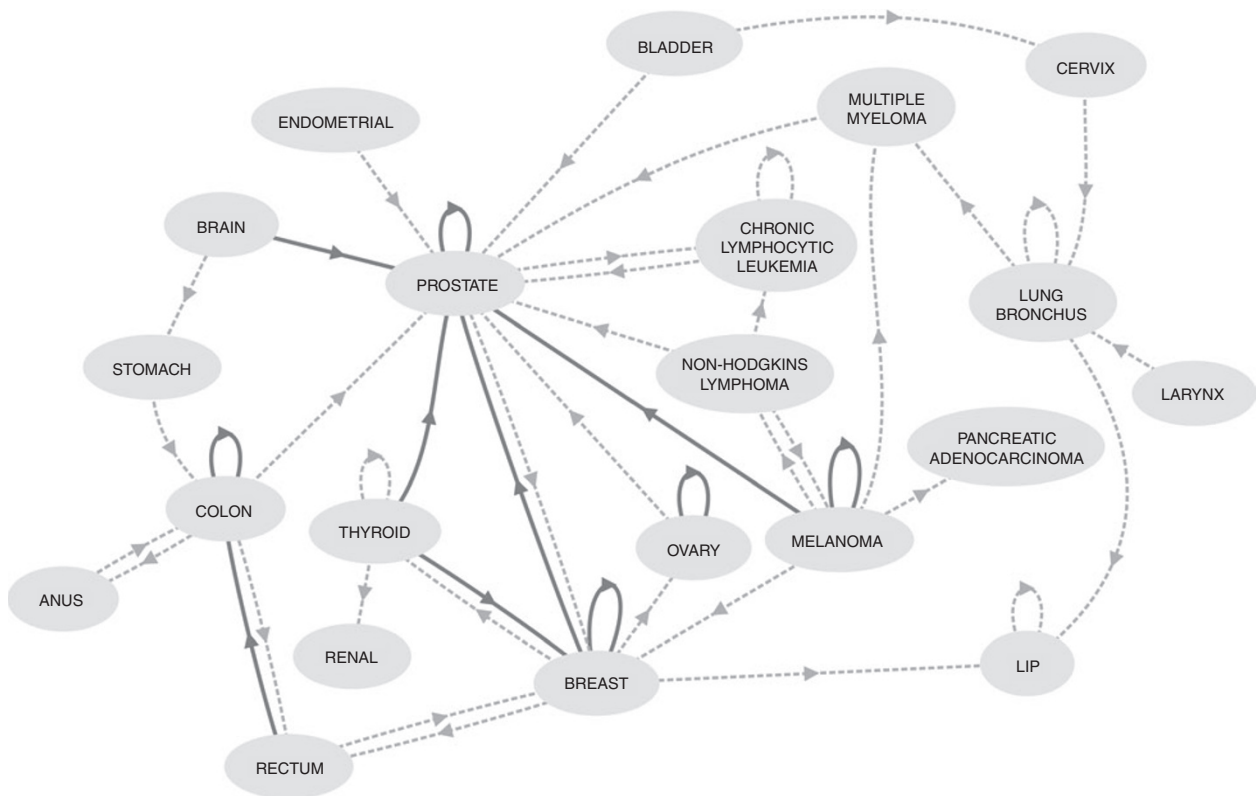 BLADDER
CERVIX
MULTIPLE
MYELOMA
ENDOMETRIAL
BRAIN
CHRONIC
LYMPHOCYTIC
LEUKEMIA
PROSTATE
LUNG
BRONCHUS
STOMACH
NON-HODGKINS
LYMPHOMA
LARYNX
PANCREATIC
ADENOCARCINOMA
COLON
THYROID
OVARY
MELANOMA
ANUS
RENAL
BREAST
LIP
RECTUM